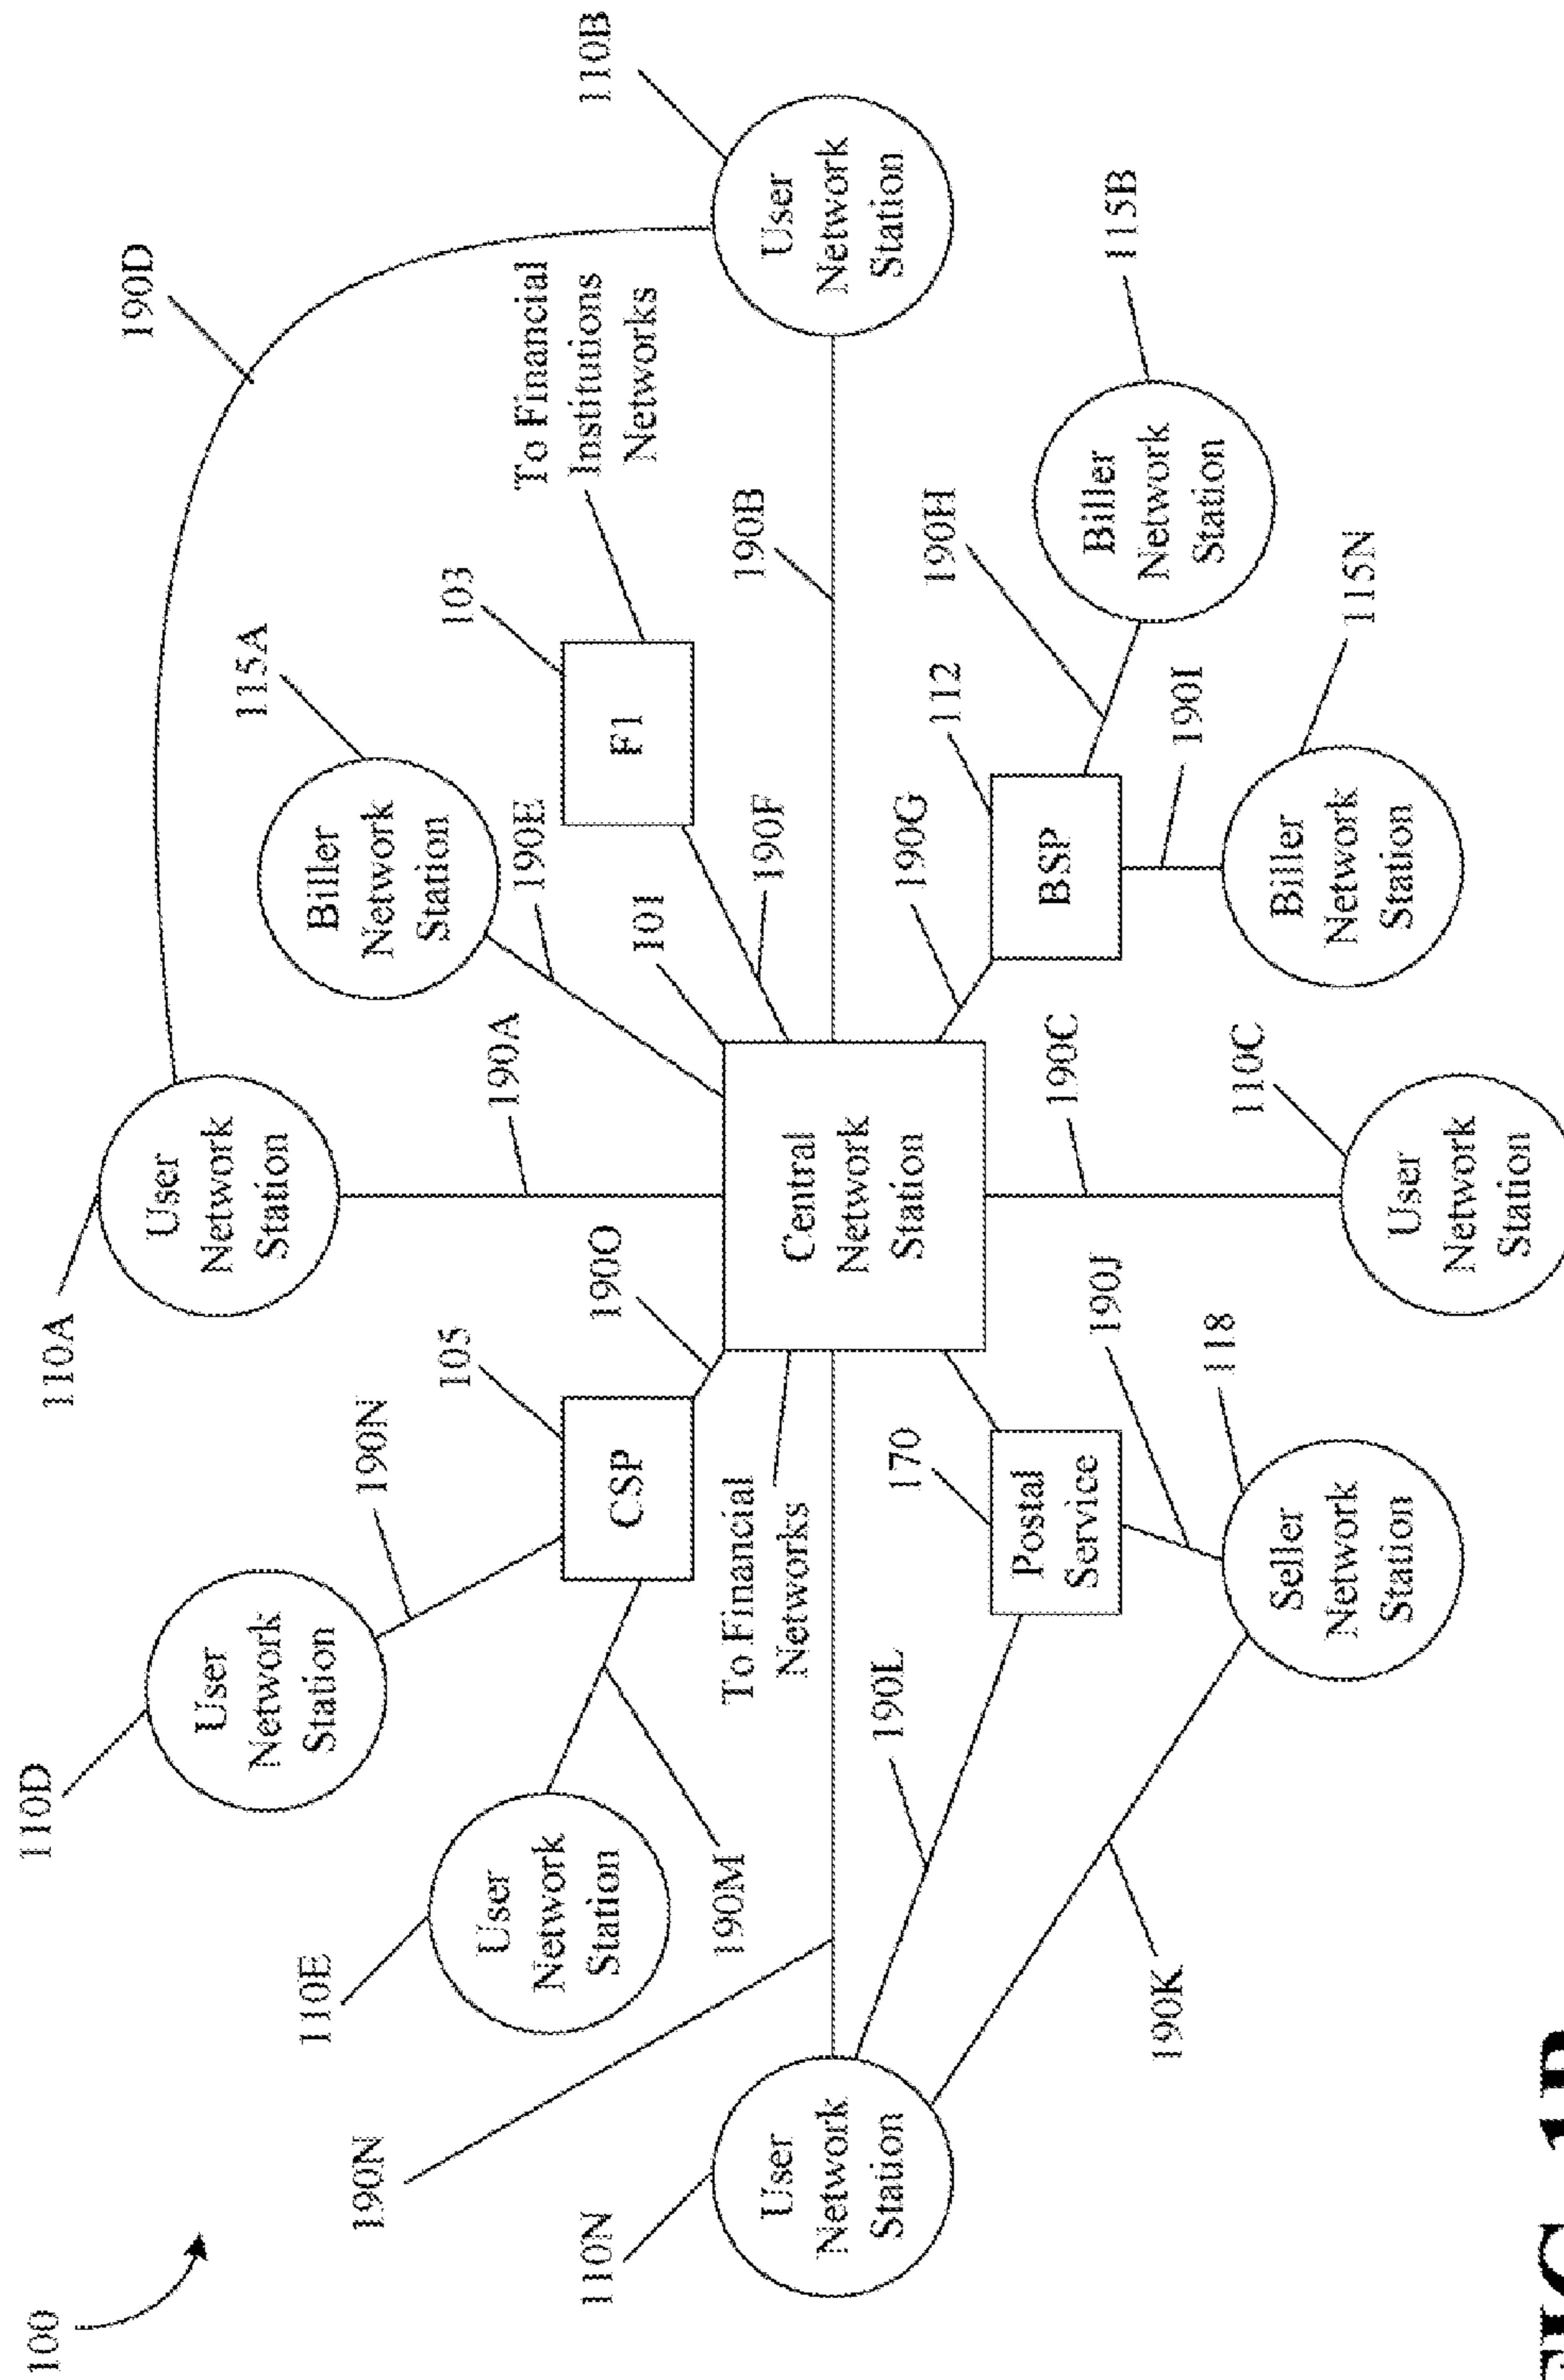 100
110D
110A
190D
110B
User
Network
Station
User
Network
Station
115A
Biller
Network
Station
110E
190N
190N
105
190A
190E
103
To Financial
Institutions
Networks
User
Network
Station
CSP
190O
101
F1
110N
190M
To Financial
Networks
190F
190B
User
Network
Station
Central
Network
Station
User
Network
Station
190L
170
190G
112
190H
Postal
Service
BSP
115B
Biller
Network
Station
190K
190J
190C
190I
118
110C
115N
Seller
Network
Station
User
Network
Station
Biller
Network
Station